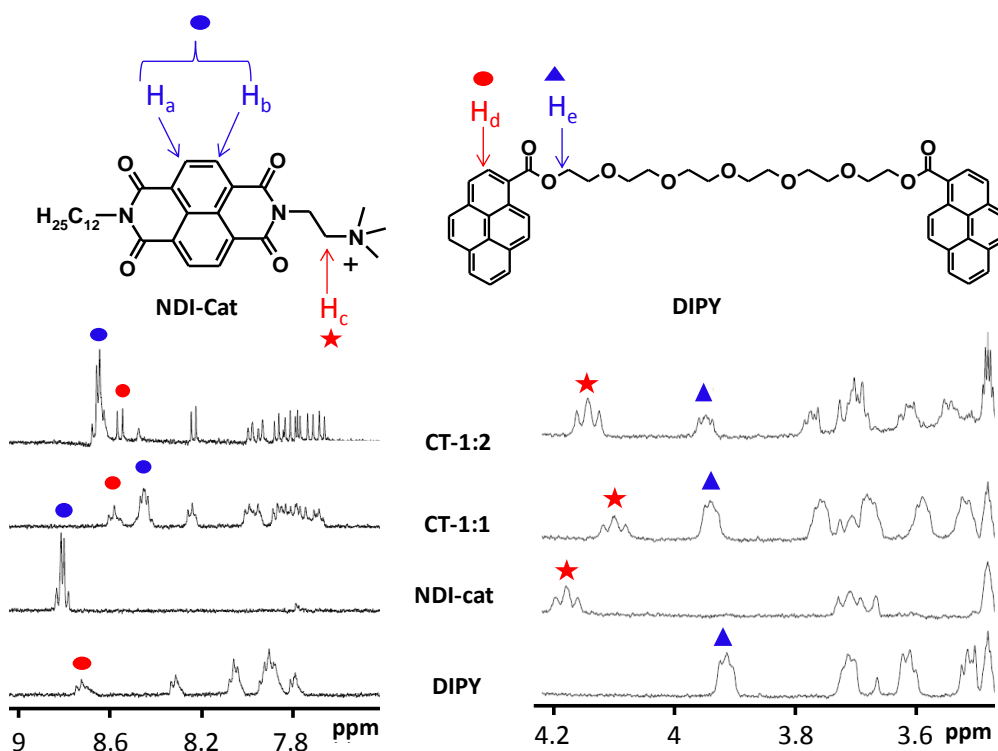 Ha Hb
Hd He
O O
N N
O O
H25C12
N
+
NDI-Cat
Hc
O O O O O O O O
DIPY
CT-1:2
CT-1:1
NDI-cat
DIPY
9 8.6 8.2 7.8 ppm
4.2 4 3.8 3.6 ppm